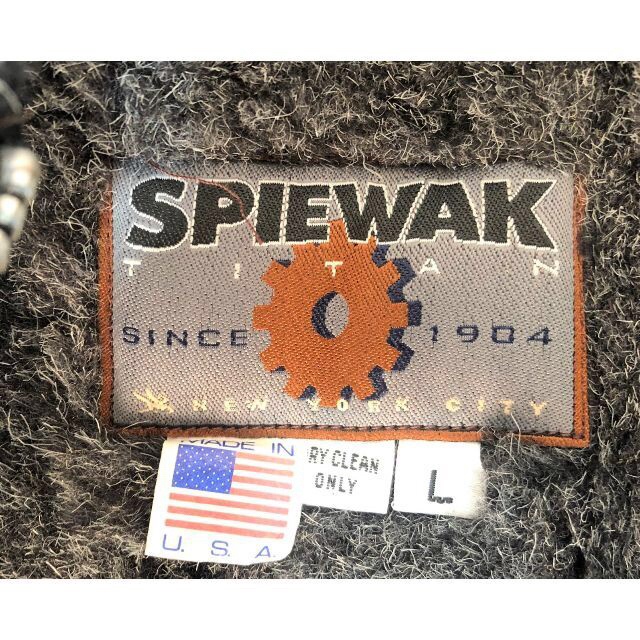 SPIEWAK
TITAN
SINCE 1904
NEW YORK CITY
MADE IN
U. S. A.
RY CLEAN
ONLY
L